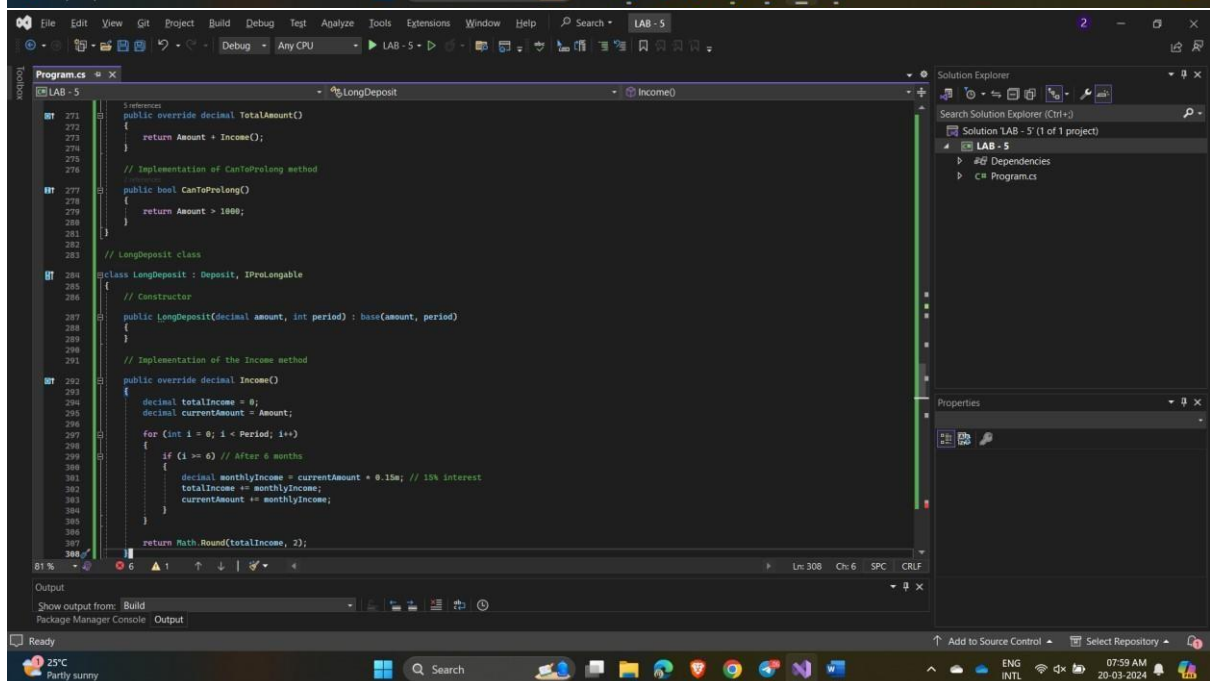 File Edit View Git Project Build Debug Test Analyze Tools Extensions Window Help Search LAB - 5 2
Debug Any CPU LAB - 5
Toolbox
Program.cs
LAB - 5 LongDeposit Income()
5 references
271 public override decimal TotalAmount()
272 {
273 return Amount + Income();
274 }
275
276 // Implementation of CanToProlong method
277 public bool CanToProlong()
278 {
279 return Amount > 1000;
280 }
281 }
282
283 // LongDeposit class
284 class LongDeposit : Deposit, IProLongable
285 {
286 // Constructor
287 public LongDeposit(decimal amount, int period) : base(amount, period)
288 {
289 }
290
291 // Implementation of the Income method
292 public override decimal Income()
293 {
294 decimal totalIncome = 0;
295 decimal currentAmount = Amount;
296
297 for (int i = 0; i < Period; i++)
298 {
299 if (i >= 6) // After 6 months
300 {
301 decimal monthlyIncome = currentAmount * 0.15m; // 15% interest
302 totalIncome += monthlyIncome;
303 currentAmount += monthlyIncome;
304 }
305 }
306
307 return Math.Round(totalIncome, 2);
308 }
81 % 6 1 Ln: 308 Ch: 6 SPC CRLF
Output
Show output from: Build
Package Manager Console Output
Solution Explorer
Search Solution Explorer (Ctrl+;)
Solution 'LAB - 5' (1 of 1 project)
LAB - 5
Dependencies
C# Program.cs
Properties
Ready Add to Source Control Select Repository
1 25°C
Partly sunny
Search
ENG
INTL
07:59 AM
20-03-2024